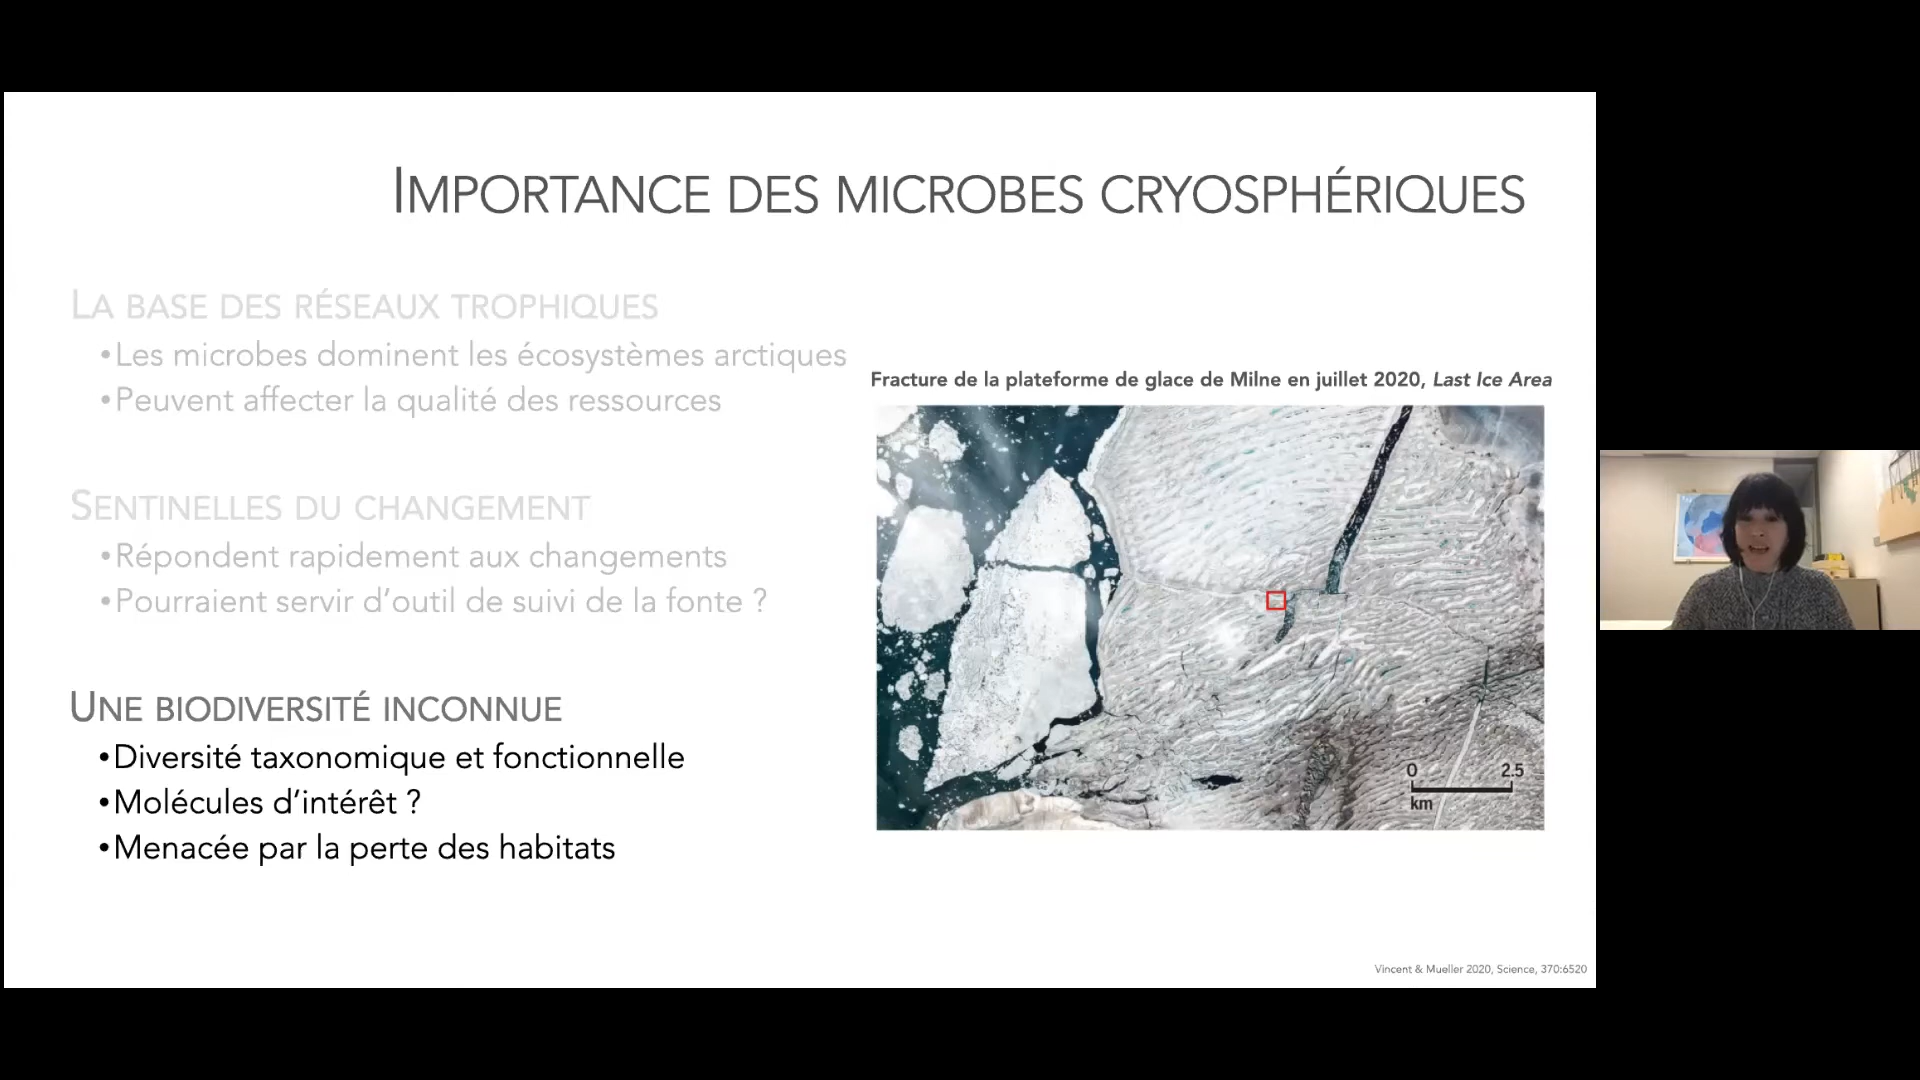 IMPORTANCE DES MICROBES CRYOSPHÉRIQUES
LA BASE DES RÉSEAUX TROPHIQUES
•Les microbes dominent les écosystèmes arctiques
•Peuvent affecter la qualité des ressources
SENTINELLES DU CHANGEMENT
•Répondent rapidement aux changements
•Pourraient servir d’outil de suivi de la fonte ?
UNE BIODIVERSITÉ INCONNUE
•Diversité taxonomique et fonctionnelle
•Molécules d’intérêt ?
•Menacée par la perte des habitats
Fracture de la plateforme de glace de Milne en juillet 2020, Last Ice Area
0 2.5
km
Vincent & Mueller 2020, Science, 370:6520